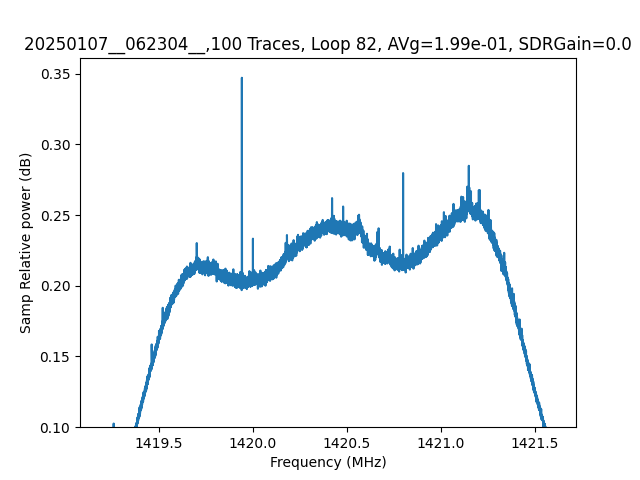 20250107__062304__,100 Traces, Loop 82, AVg=1.99e-01, SDRGain=0.0
0.35
0.30
0.25
0.20
0.15
0.10
Samp Relative power (dB)
1419.5 1420.0 1420.5 1421.0 1421.5
Frequency (MHz)